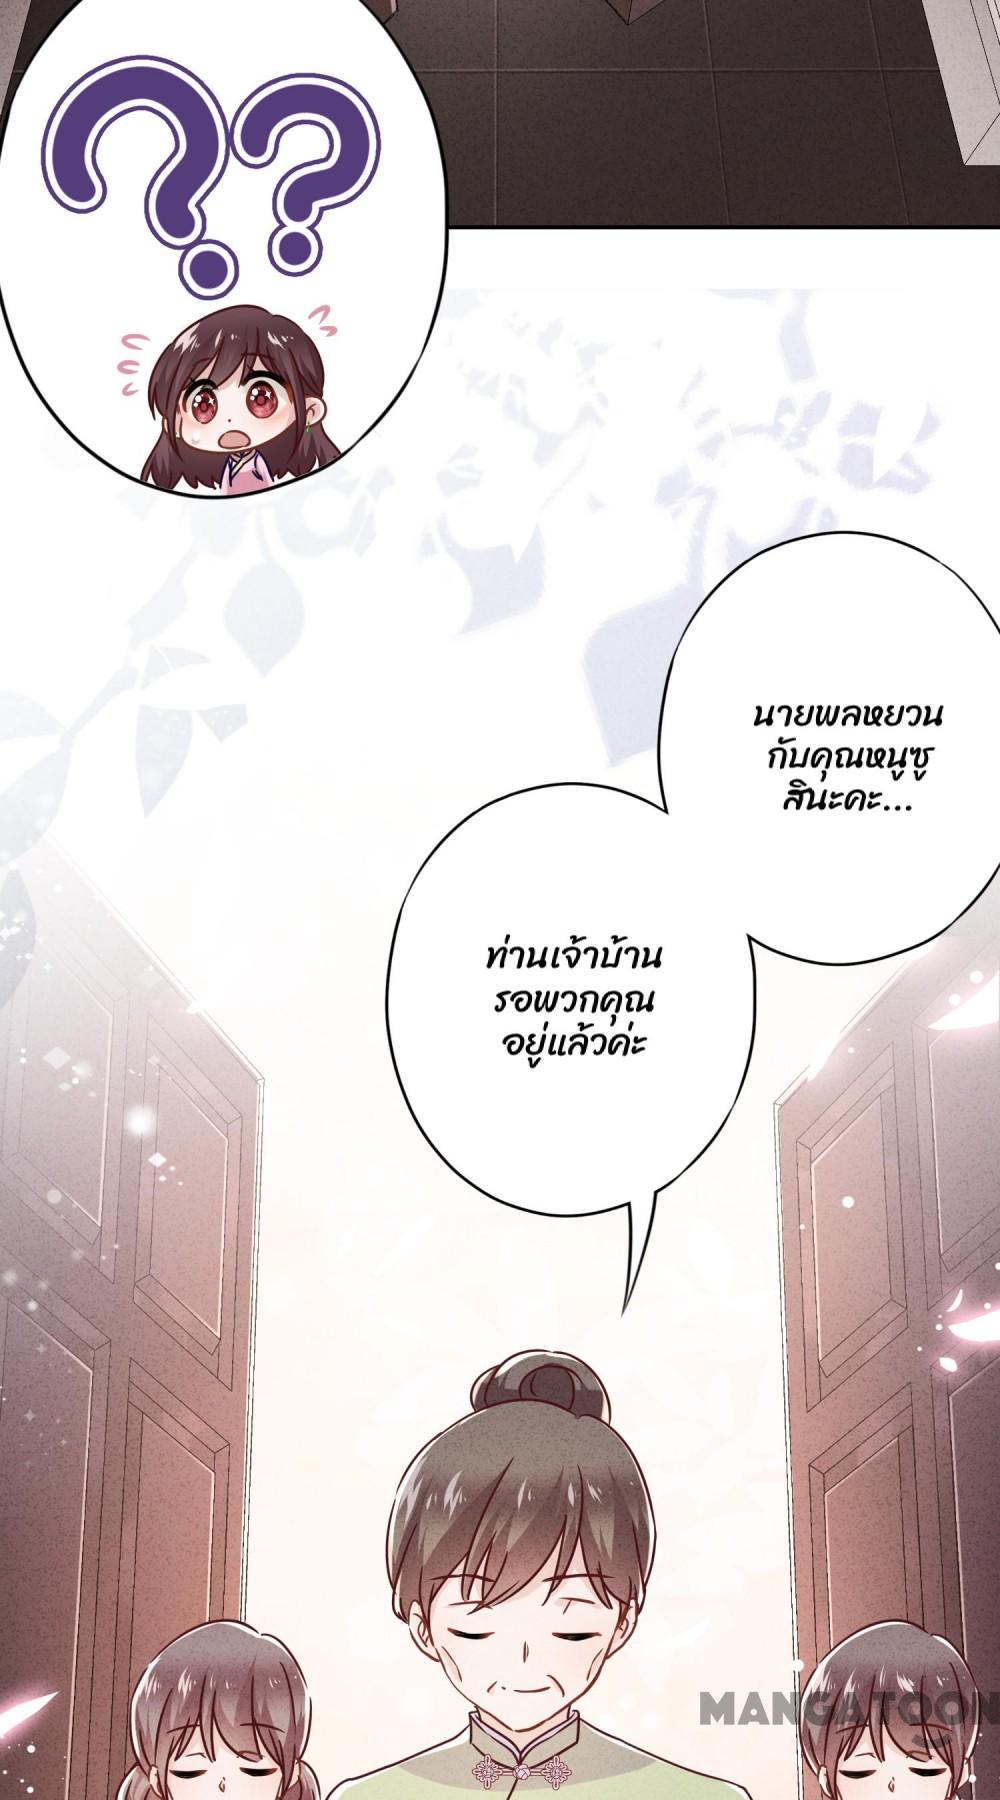 ??
นายพลหยวน
กับคุณหนูซู
สินะคะ...
ท่านเจ้าบ้าน
รอพวกคุณ
อยู่แล้วค่ะ
MANGATOON